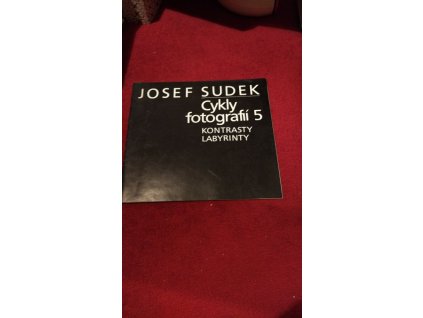 JOSEF SUDEK
Cykly
fotografií 5
KONTRASTY
LABYRINTY